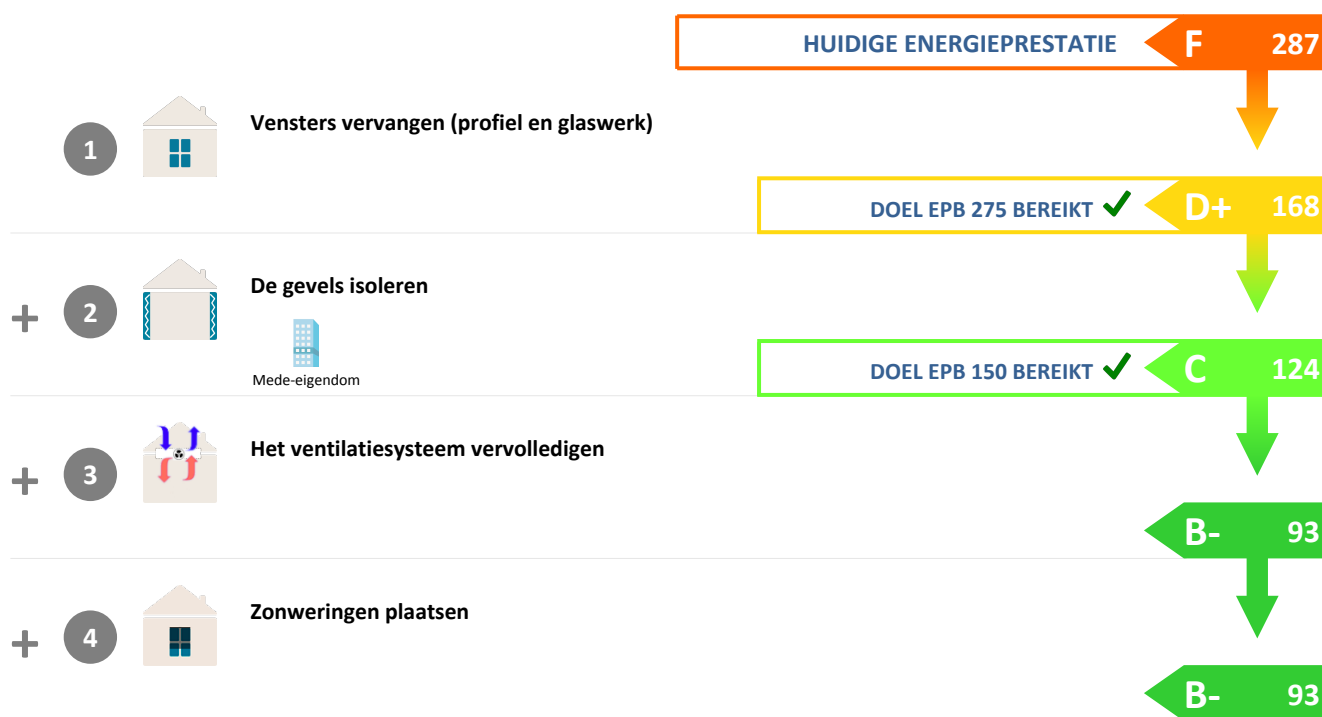 HUIDIGE ENERGIEPRESTATIE F 287
1 Vensters vervangen (profiel en glaswerk)
DOEL EPB 275 BEREIKT D+ 168
+ 2 De gevels isoleren
Mede-eigendom
DOEL EPB 150 BEREIKT C 124
+ 3 Het ventilatiesysteem vervolledigen
B- 93
+ 4 Zonweringen plaatsen
B- 93